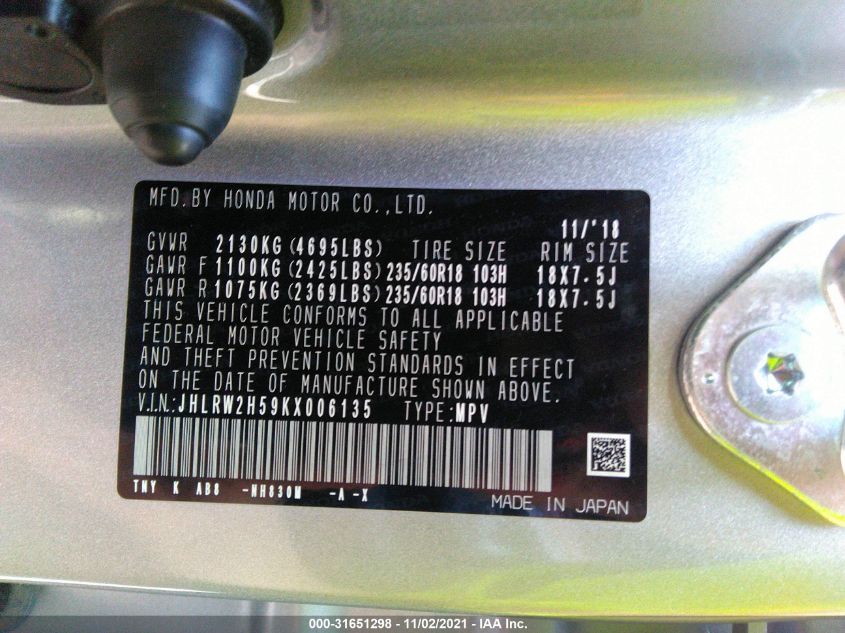 MFD. BY HONDA MOTOR CO., LTD.
11/'18
GVWR 2130KG (4695LBS) TIRE SIZE RIM SIZE
GAWR F 1100KG (2425LBS) 235/60R18 103H 18X7.5J
GAWR R 1075KG (2369LBS) 235/60R18 103H 18X7.5J
THIS VEHICLE CONFORMS TO ALL APPLICABLE
FEDERAL MOTOR VEHICLE SAFETY
AND THEFT PREVENTION STANDARDS IN EFFECT
ON THE DATE OF MANUFACTURE SHOWN ABOVE.
V.I.N.: JHLRW2H59KX006135 TYPE: MPV
TNY K AB8 -NH830M -A -X
MADE IN JAPAN
000-31651298 - 11/02/2021 - IAA Inc.